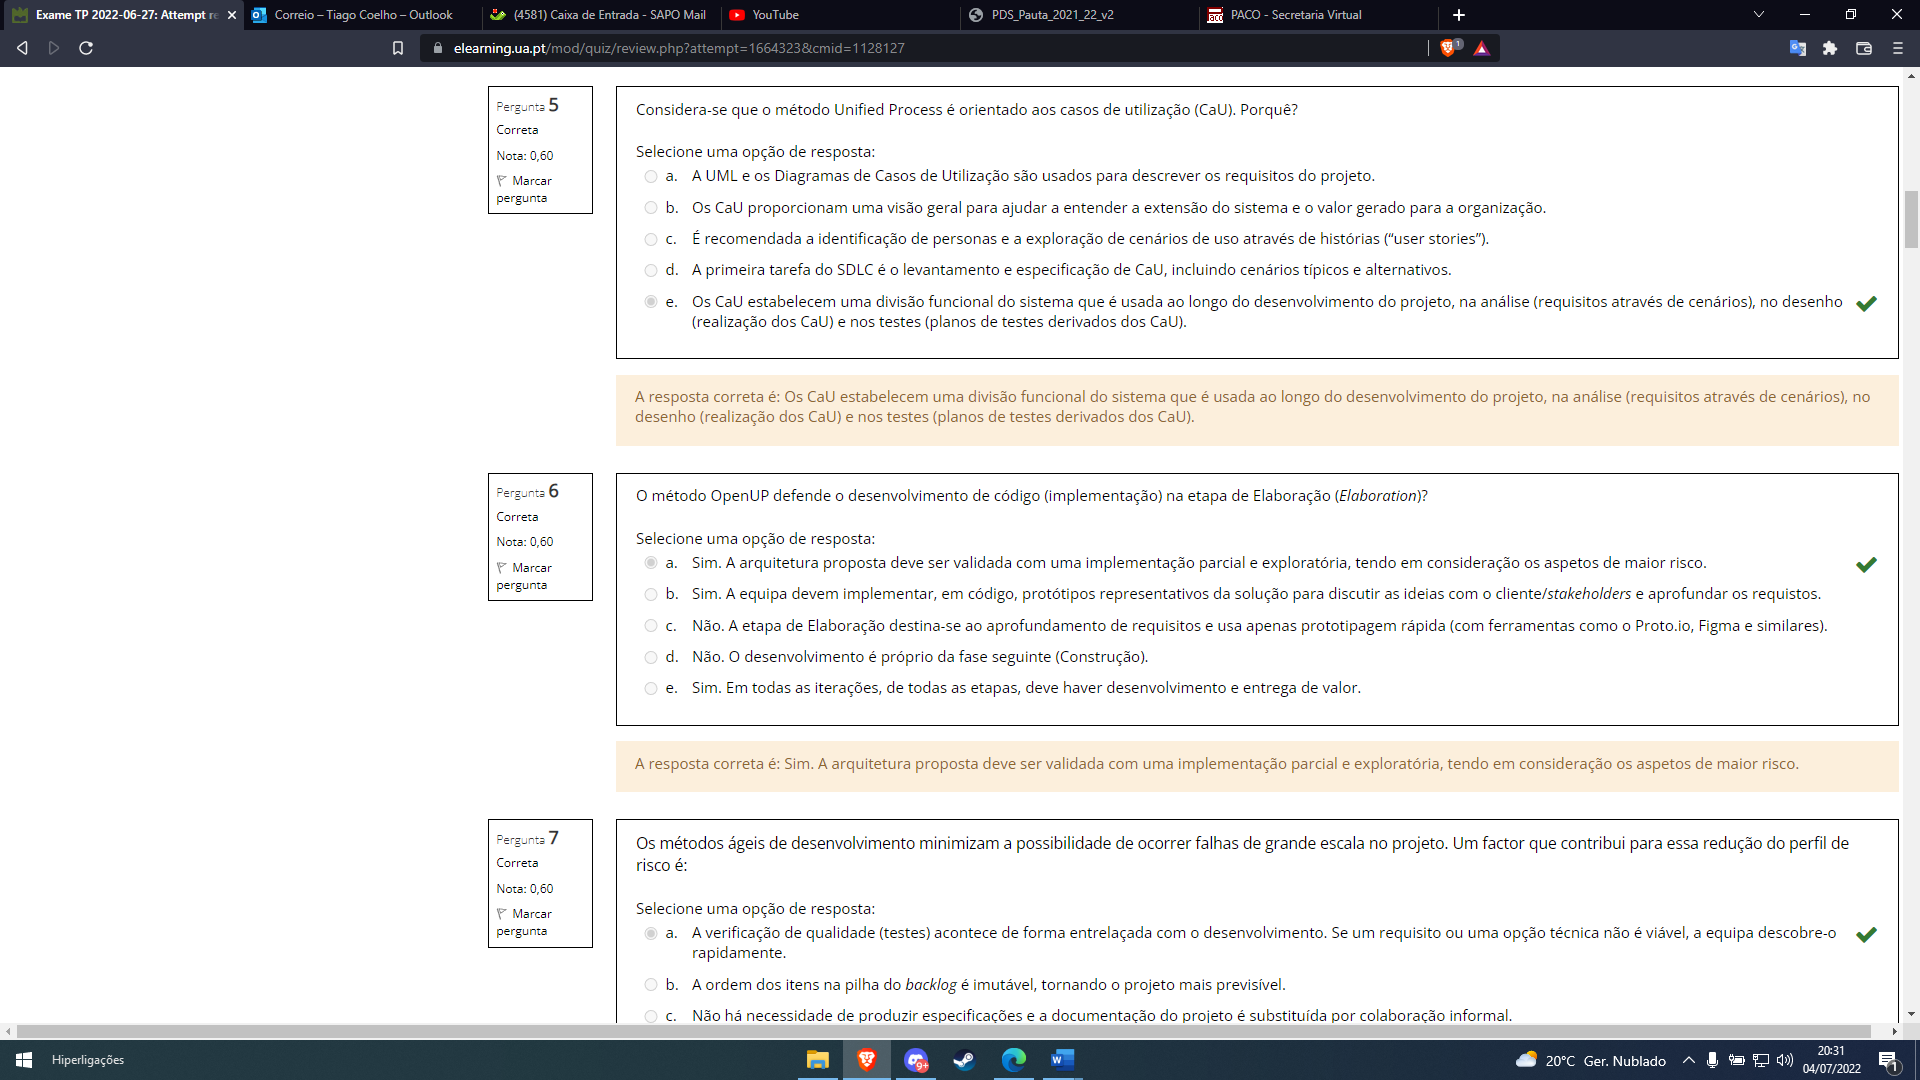 Exame TP 2022-06-27: Attempt re
Correio – Tiago Coelho – Outlook
(4581) Caixa de Entrada - SAPO Mail
YouTube
PDS_Pauta_2021_22_v2
PACO - Secretaria Virtual
elearning.ua.pt/mod/quiz/review.php?attempt=1664323&cmid=1128127
Pergunta 5
Correta
Nota: 0,60
Marcar
pergunta
Considera-se que o método Unified Process é orientado aos casos de utilização (CaU). Porquê?
Selecione uma opção de resposta:
a. A UML e os Diagramas de Casos de Utilização são usados para descrever os requisitos do projeto.
b. Os CaU proporcionam uma visão geral para ajudar a entender a extensão do sistema e o valor gerado para a organização.
c. É recomendada a identificação de personas e a exploração de cenários de uso através de histórias (“user stories”).
d. A primeira tarefa do SDLC é o levantamento e especificação de CaU, incluindo cenários típicos e alternativos.
e. Os CaU estabelecem uma divisão funcional do sistema que é usada ao longo do desenvolvimento do projeto, na análise (requisitos através de cenários), no desenho
(realização dos CaU) e nos testes (planos de testes derivados dos CaU).
A resposta correta é: Os CaU estabelecem uma divisão funcional do sistema que é usada ao longo do desenvolvimento do projeto, na análise (requisitos através de cenários), no
desenho (realização dos CaU) e nos testes (planos de testes derivados dos CaU).
Pergunta 6
Correta
Nota: 0,60
Marcar
pergunta
O método OpenUP defende o desenvolvimento de código (implementação) na etapa de Elaboração (Elaboration)?
Selecione uma opção de resposta:
a. Sim. A arquitetura proposta deve ser validada com uma implementação parcial e exploratória, tendo em consideração os aspetos de maior risco.
b. Sim. A equipa devem implementar, em código, protótipos representativos da solução para discutir as ideias com o cliente/stakeholders e aprofundar os requistos.
c. Não. A etapa de Elaboração destina-se ao aprofundamento de requisitos e usa apenas prototipagem rápida (com ferramentas como o Proto.io, Figma e similares).
d. Não. O desenvolvimento é próprio da fase seguinte (Construção).
e. Sim. Em todas as iterações, de todas as etapas, deve haver desenvolvimento e entrega de valor.
A resposta correta é: Sim. A arquitetura proposta deve ser validada com uma implementação parcial e exploratória, tendo em consideração os aspetos de maior risco.
Pergunta 7
Correta
Nota: 0,60
Marcar
pergunta
Os métodos ágeis de desenvolvimento minimizam a possibilidade de ocorrer falhas de grande escala no projeto. Um factor que contribui para essa redução do perfil de
risco é:
Selecione uma opção de resposta:
a. A verificação de qualidade (testes) acontece de forma entrelaçada com o desenvolvimento. Se um requisito ou uma opção técnica não é viável, a equipa descobre-o
rapidamente.
b. A ordem dos itens na pilha do backlog é imutável, tornando o projeto mais previsível.
c. Não há necessidade de produzir especificações e a documentação do projeto é substituída por colaboração informal.
Hiperligações
9+
20°C Ger. Nublado
20:31
04/07/2022
1